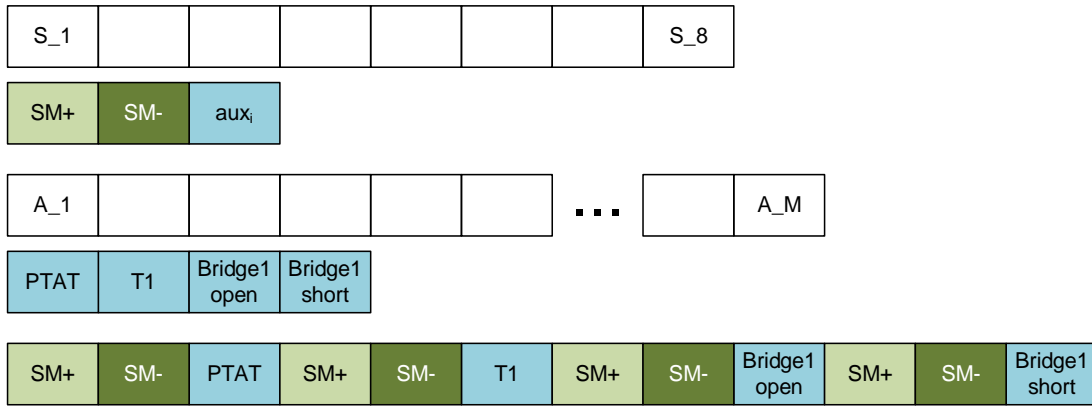 S_1 S_8
SM+ SM- auxᵢ
A_1 ... A_M
PTAT T1 Bridge1 open Bridge1 short
SM+ SM- PTAT SM+ SM- T1 SM+ SM- Bridge1 open SM+ SM- Bridge1 short